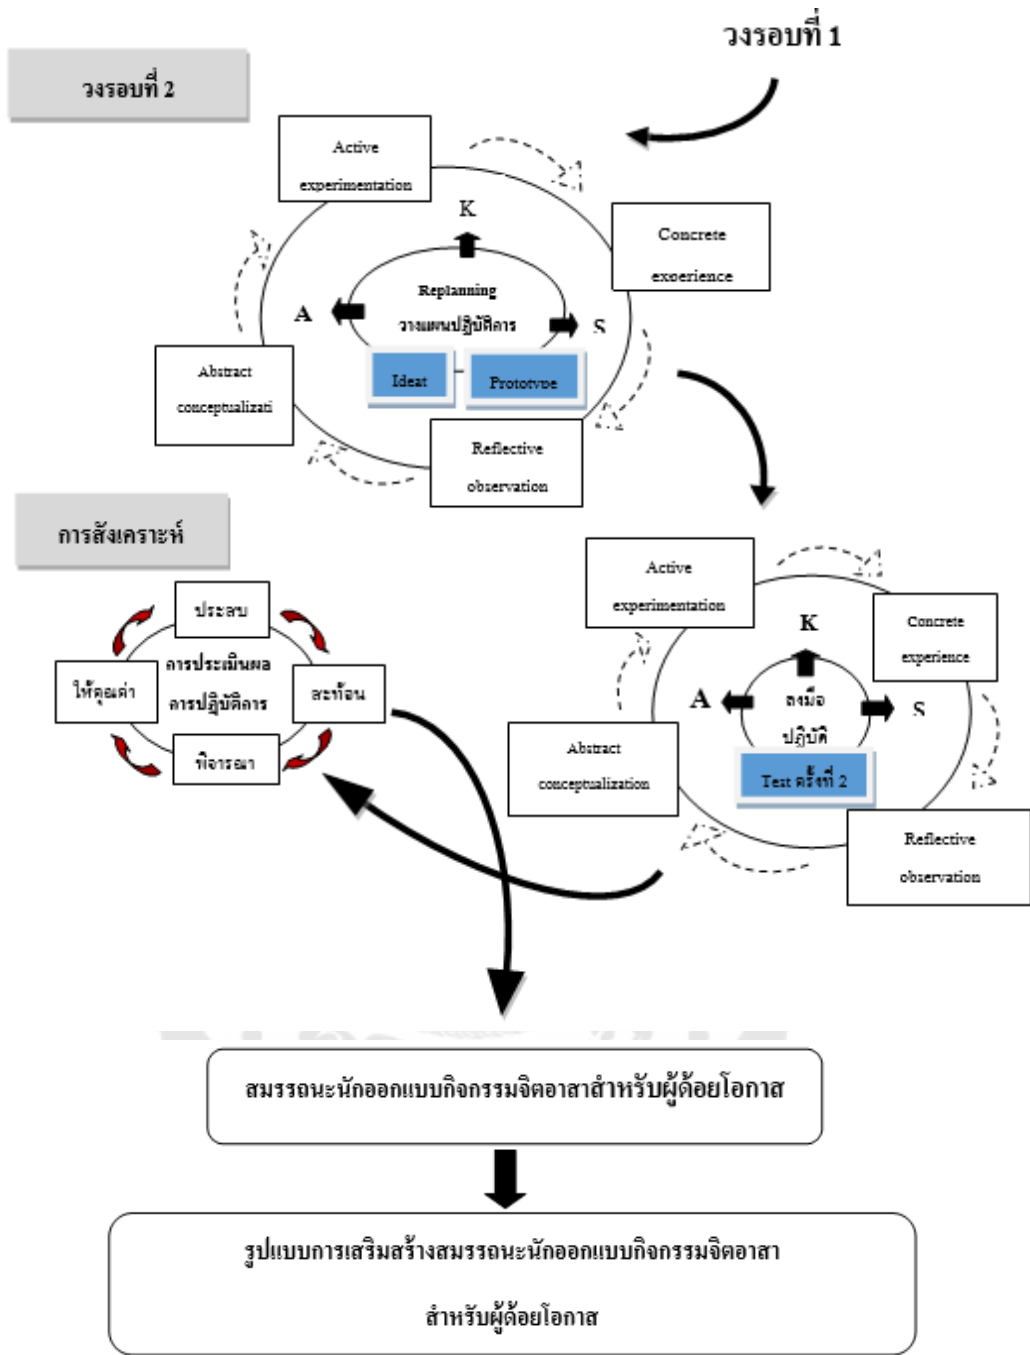 วงรอบที่ 1
วงรอบที่ 2
Active
experimentation
K
Concrete
experience
Replanning
วางแผนปฏิบัติการ
A
S
Ideat
Prototype
Abstract
conceptualizati
Reflective
observation
การสังเคราะห์
ประสบ
การประเมินผล
การปฏิบัติการ
ให้คุณค่า
สะท้อน
พิจารณา
Active
experimentation
K
Concrete
experience
A
S
ลงมือ
ปฏิบัติ
Test ครั้งที่ 2
Abstract
conceptualization
Reflective
observation
สมรรถนะนักออกแบบกิจกรรมจิตอาสาสำหรับผู้ด้อยโอกาส
รูปแบบการเสริมสร้างสมรรถนะนักออกแบบกิจกรรมจิตอาสา
สำหรับผู้ด้อยโอกาส